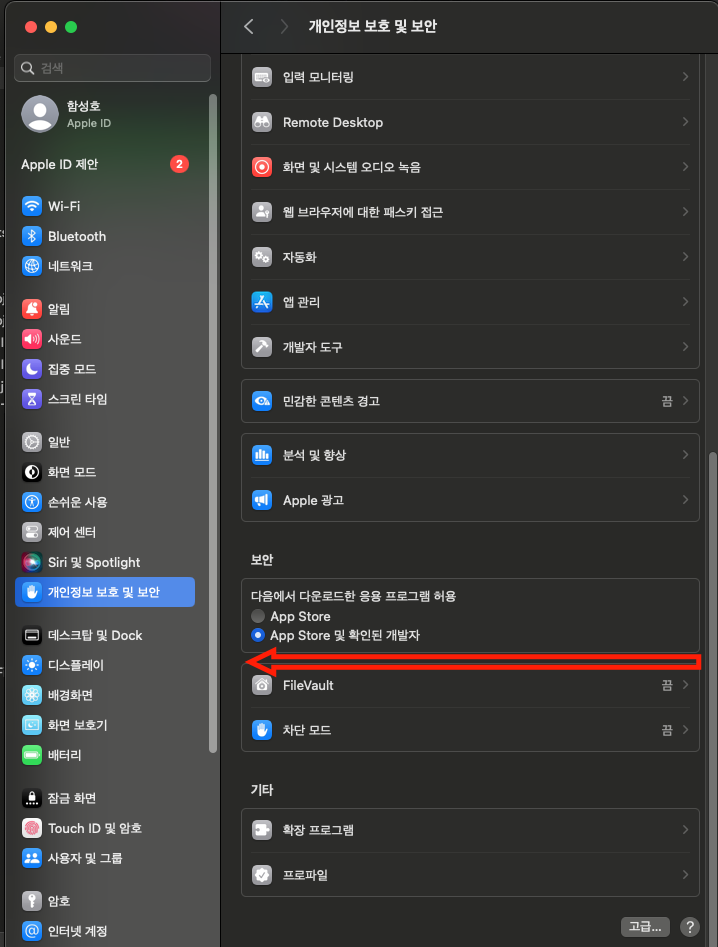 개인정보 보호 및 보안
검색
함성호
Apple ID
Apple ID 제안
2
Wi-Fi
Bluetooth
네트워크
알림
사운드
집중 모드
스크린 타임
일반
화면 모드
손쉬운 사용
제어 센터
Siri 및 Spotlight
개인정보 보호 및 보안
데스크탑 및 Dock
디스플레이
배경화면
화면 보호기
배터리
잠금 화면
Touch ID 및 암호
사용자 및 그룹
암호
인터넷 계정
입력 모니터링
Remote Desktop
화면 및 시스템 오디오 녹음
웹 브라우저에 대한 패스키 접근
자동화
앱 관리
개발자 도구
민감한 콘텐츠 경고 끔
분석 및 향상
Apple 광고
보안
다음에서 다운로드한 응용 프로그램 허용
App Store
App Store 및 확인된 개발자
FileVault 끔
차단 모드 끔
기타
확장 프로그램
프로파일
고급... ?